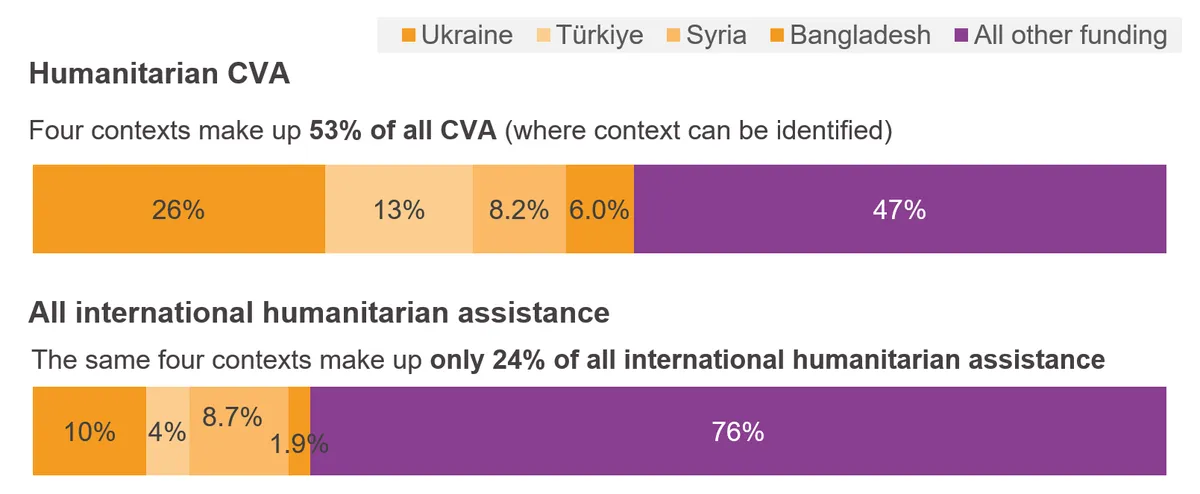 Ukraine Türkiye Syria Bangladesh All other funding
Humanitarian CVA
Four contexts make up 53% of all CVA (where context can be identified)
26% 13% 8.2% 6.0% 47%
All international humanitarian assistance
The same four contexts make up only 24% of all international humanitarian assistance
10% 4% 8.7% 1.9% 76%